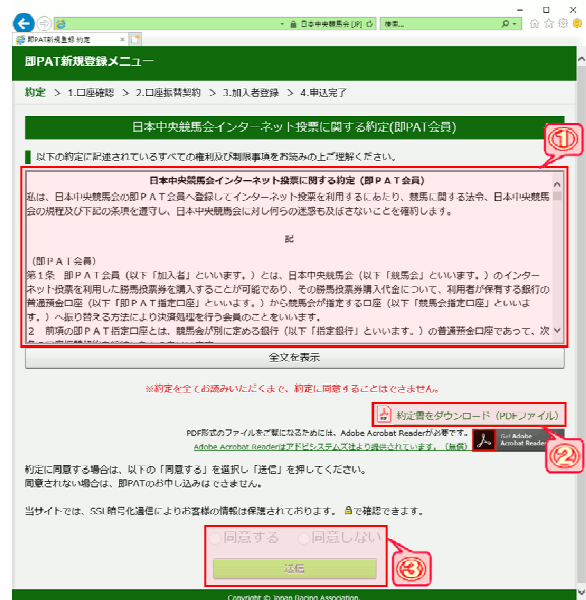 日本中央競馬会 [JP]
検索...
即PAT新規登録 約定
即PAT新規登録メニュー
約定 > 1.口座確認 > 2.口座振替契約 > 3.加入者登録 > 4.申込完了
日本中央競馬会インターネット投票に関する約定(即PAT会員)
①
以下の約定に記述されているすべての権利及び制限事項をお読みの上ご理解ください。
日本中央競馬会インターネット投票に関する約定（即ＰＡＴ会員）
私は、日本中央競馬会の即ＰＡＴ会員へ登録してインターネット投票を利用するにあたり、競馬に関する法令、日本中央競馬
会の規程及び下記の条項を遵守し、日本中央競馬会に対し何らの迷惑も及ぼさないことを確約します。
記
（即ＰＡＴ会員）
第１条　即ＰＡＴ会員（以下「加入者」といいます。）とは、日本中央競馬会（以下「競馬会」といいます。）のインター
ネット投票を利用した勝馬投票券を購入することが可能であり、その勝馬投票券購入代金について、利用者が保有する銀行の
普通預金口座（以下「即ＰＡＴ指定口座」といいます。）から競馬会が指定する口座（以下「競馬会指定口座」といいま
す。）へ振り替える方法により決済処理を行う会員のことをいいます。
２　前項の即ＰＡＴ指定口座とは、競馬会が別に定める銀行（以下「指定銀行」といいます。）の普通預金口座であって、次
全文を表示
※約定を全てお読みいただくまで、約定に同意することはできません。
約定書をダウンロード（PDFファイル）
PDF形式のファイルをご覧になるためには、Adobe Acrobat Readerが必要です。
Adobe Acrobat Readerはアドビシステムズ社より提供されています。（無償）
Get Adobe
Acrobat Reader
②
約定に同意する場合は、以下の「同意する」を選択し「送信」を押してください。
同意されない場合は、即PATのお申し込みはできません。
当サイトでは、SSL暗号化通信によりお客様の情報は保護されております。 で確認できます。
同意する 同意しない
送信
③
Copyright © Japan Racing Association.